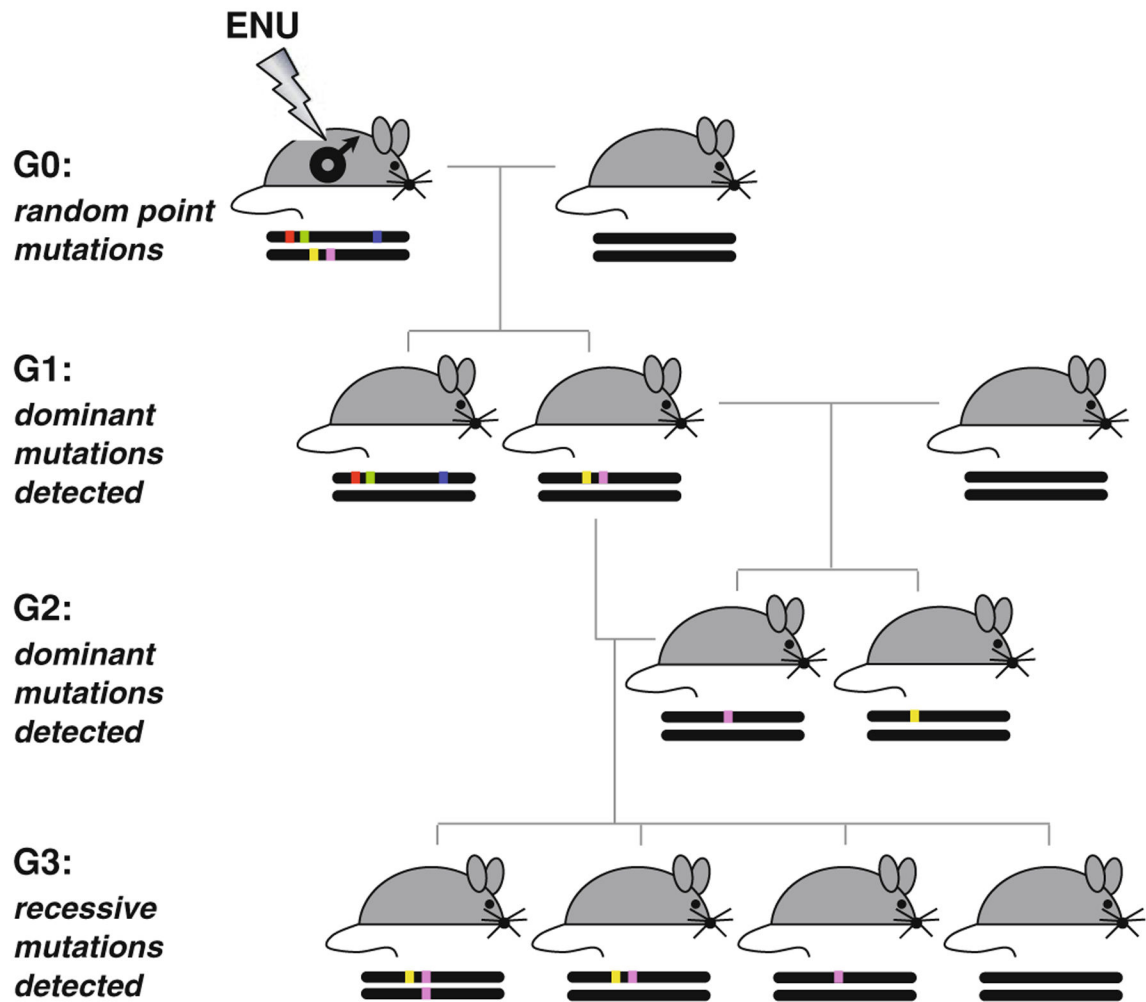 ENU
G0:
random point
mutations
G1:
dominant
mutations
detected
G2:
dominant
mutations
detected
G3:
recessive
mutations
detected